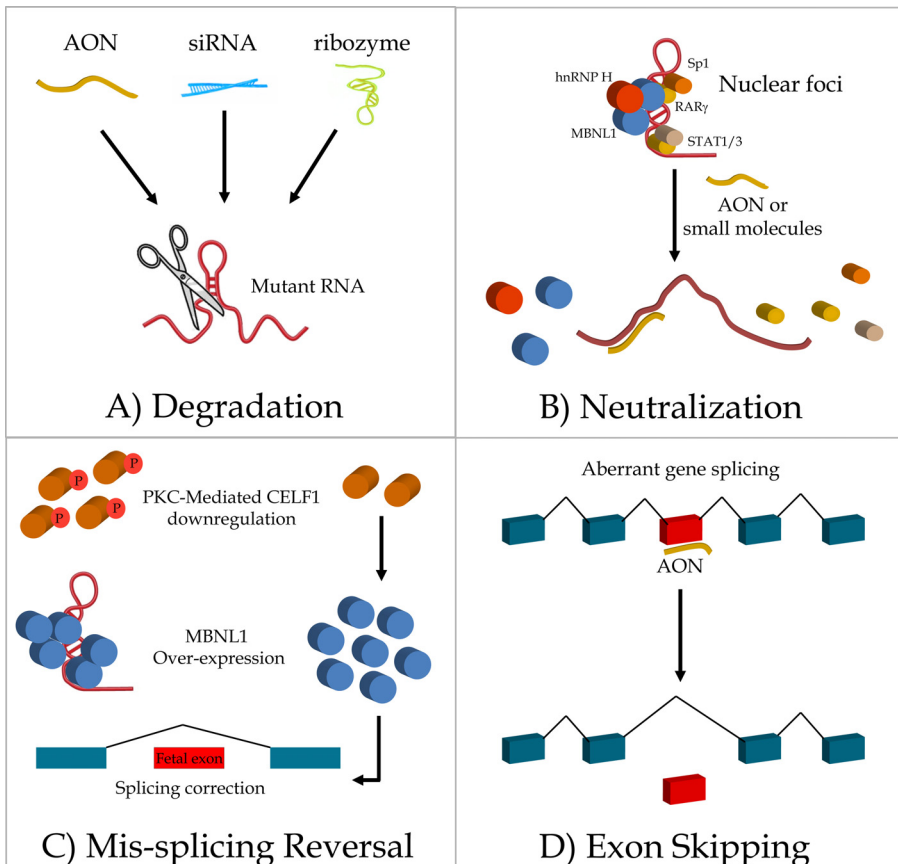 AON
siRNA
ribozyme
Mutant RNA
A) Degradation
Sp1
hnRNP H
Nuclear foci
RARγ
MBNL1
STAT1/3
AON or
small molecules
B) Neutralization
P
P
P
P
PKC-Mediated CELF1
downregulation
MBNL1
Over-expression
Fetal exon
Splicing correction
C) Mis-splicing Reversal
Aberrant gene splicing
AON
D) Exon Skipping